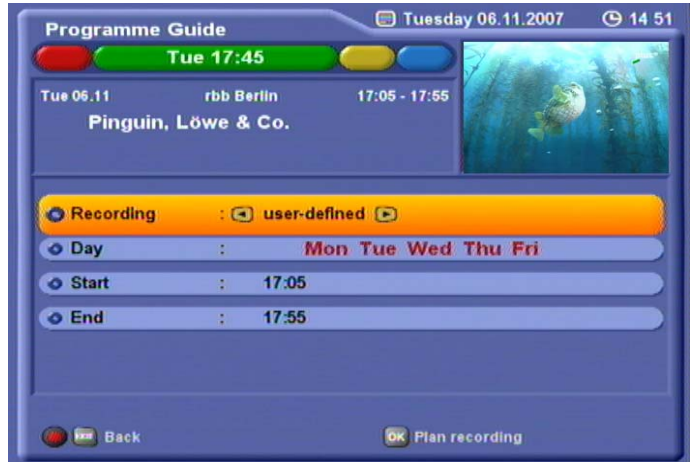 Programme Guide
Tuesday 06.11.2007
14 51
Tue 17:45
Tue 06.11 rbb Berlin 17:05 - 17:55
Pinguin, Löwe & Co.
Recording : user-defined
Day : Mon Tue Wed Thu Fri
Start : 17:05
End : 17:55
EXIT Back
OK Plan recording